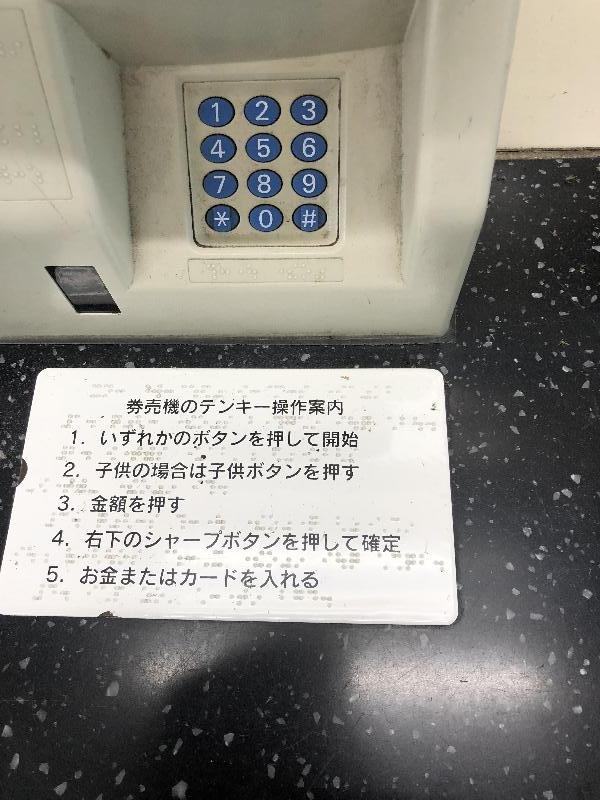 1 2 3
4 5 6
7 8 9
* 0 #
券売機のテンキー操作案内
1. いずれかのボタンを押して開始
2. 子供の場合は子供ボタンを押す
3. 金額を押す
4. 右下のシャープボタンを押して確定
5. お金またはカードを入れる